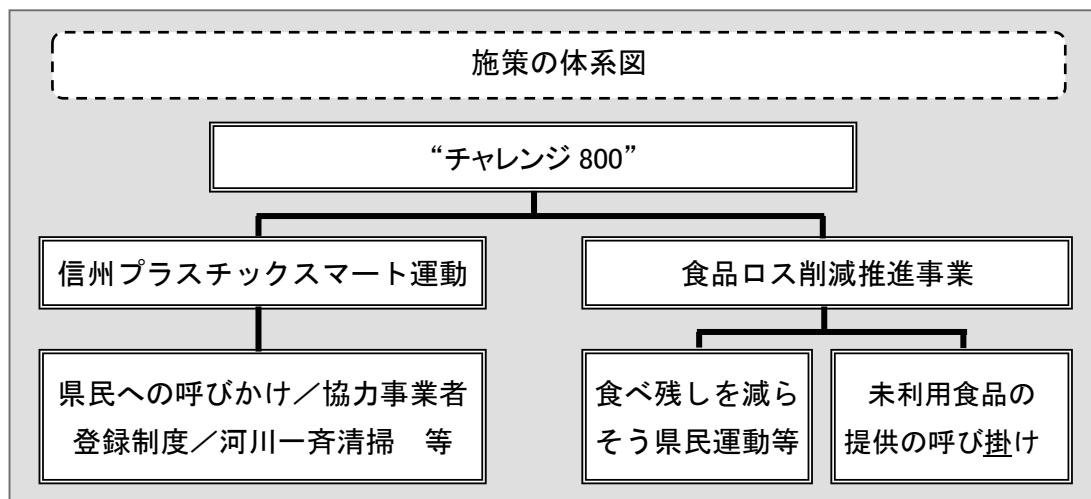 施策の体系図
“チャレンジ 800”
信州プラスチックスマート運動
食品ロス削減推進事業
県民への呼びかけ／協力事業者
登録制度／河川一斉清掃　等
食べ残しを減ら
そう県民運動等
未利用食品の
提供の呼び掛け